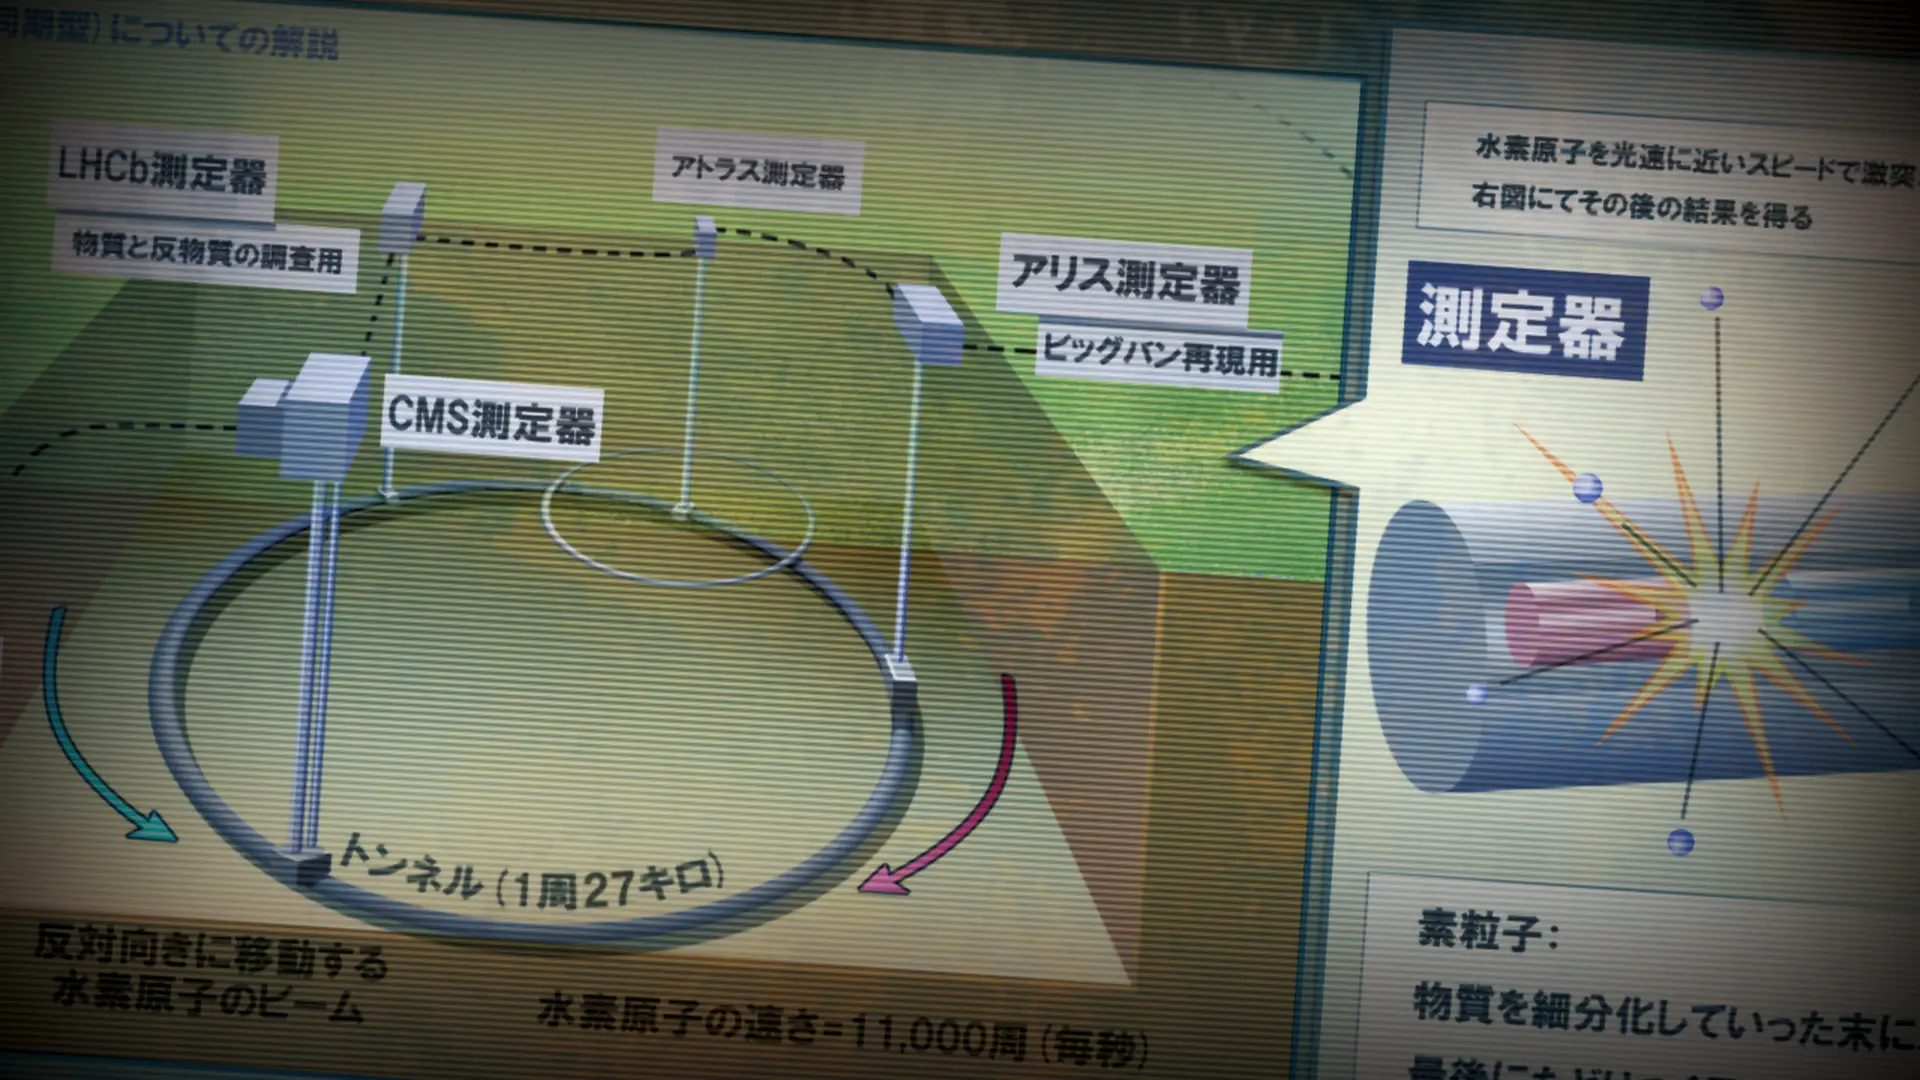 同期型)についての解説
LHCb測定器
物質と反物質の調査用
アトラス測定器
アリス測定器
ビッグバン再現用
CMS測定器
トンネル(1周27キロ)
反対向きに移動する
水素原子のビーム
水素原子の速さ=11,000周(毎秒)
水素原子を光速に近いスピードで激突
右図にてその後の結果を得る
測定器
素粒子:
物質を細分化していった末に